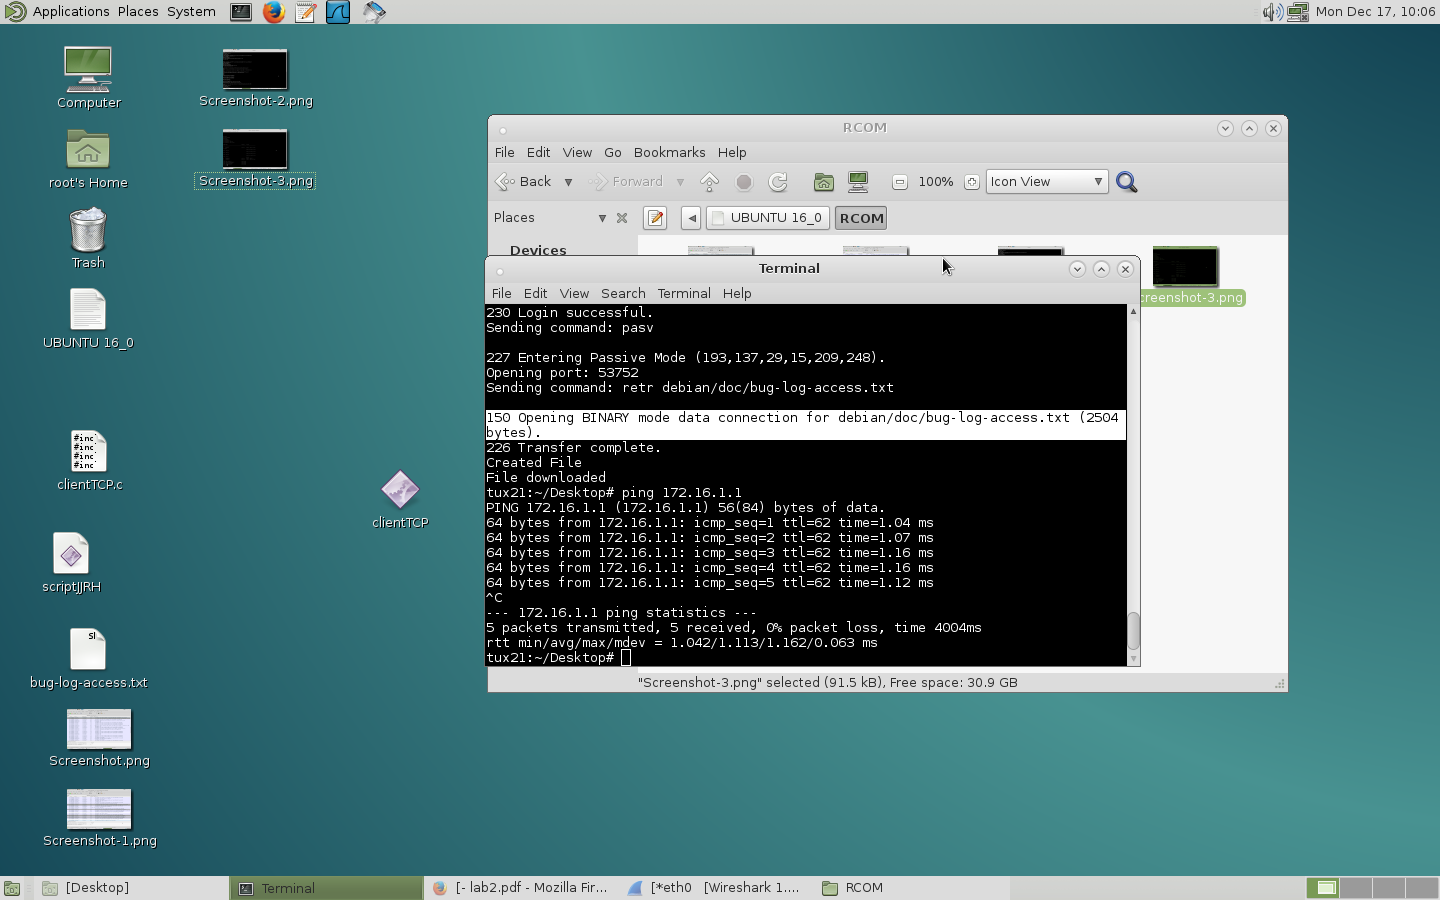 Applications Places System
Mon Dec 17, 10:06
Computer
Screenshot-2.png
root's Home
Screenshot-3.png
Trash
UBUNTU 16_0
#inc
#inc
#inc
#inc
clientTCP.c
clientTCP
scriptJJRH
sl
bug-log-access.txt
Screenshot.png
Screenshot-1.png
RCOM
File Edit View Go Bookmarks Help
Back Forward 100% Icon View
Places UBUNTU 16_0 RCOM
Devices
creenshot-3.png
Terminal
File Edit View Search Terminal Help
230 Login successful.
Sending command: pasv
227 Entering Passive Mode (193,137,29,15,209,248).
Opening port: 53752
Sending command: retr debian/doc/bug-log-access.txt
150 Opening BINARY mode data connection for debian/doc/bug-log-access.txt (2504
bytes).
226 Transfer complete.
Created File
File downloaded
tux21:~/Desktop# ping 172.16.1.1
PING 172.16.1.1 (172.16.1.1) 56(84) bytes of data.
64 bytes from 172.16.1.1: icmp_seq=1 ttl=62 time=1.04 ms
64 bytes from 172.16.1.1: icmp_seq=2 ttl=62 time=1.07 ms
64 bytes from 172.16.1.1: icmp_seq=3 ttl=62 time=1.16 ms
64 bytes from 172.16.1.1: icmp_seq=4 ttl=62 time=1.16 ms
64 bytes from 172.16.1.1: icmp_seq=5 ttl=62 time=1.12 ms
^C
--- 172.16.1.1 ping statistics ---
5 packets transmitted, 5 received, 0% packet loss, time 4004ms
rtt min/avg/max/mdev = 1.042/1.113/1.162/0.063 ms
tux21:~/Desktop#
"Screenshot-3.png" selected (91.5 kB), Free space: 30.9 GB
[Desktop] Terminal [- lab2.pdf - Mozilla Fir... [*eth0 [Wireshark 1.... RCOM